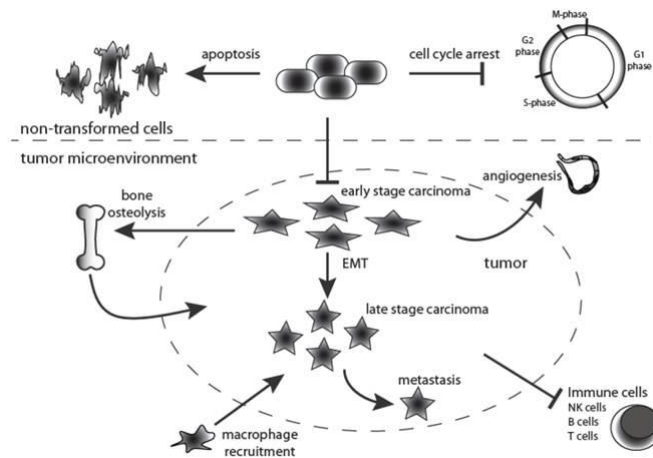 M-phase
G2
phase
G1
phase
S-phase
apoptosis
cell cycle arrest
non-transformed cells
tumor microenvironment
early stage carcinoma
angiogenesis
bone
osteolysis
EMT
tumor
late stage carcinoma
metastasis
macrophage
recruitment
Immune cells
NK cells
B cells
T cells